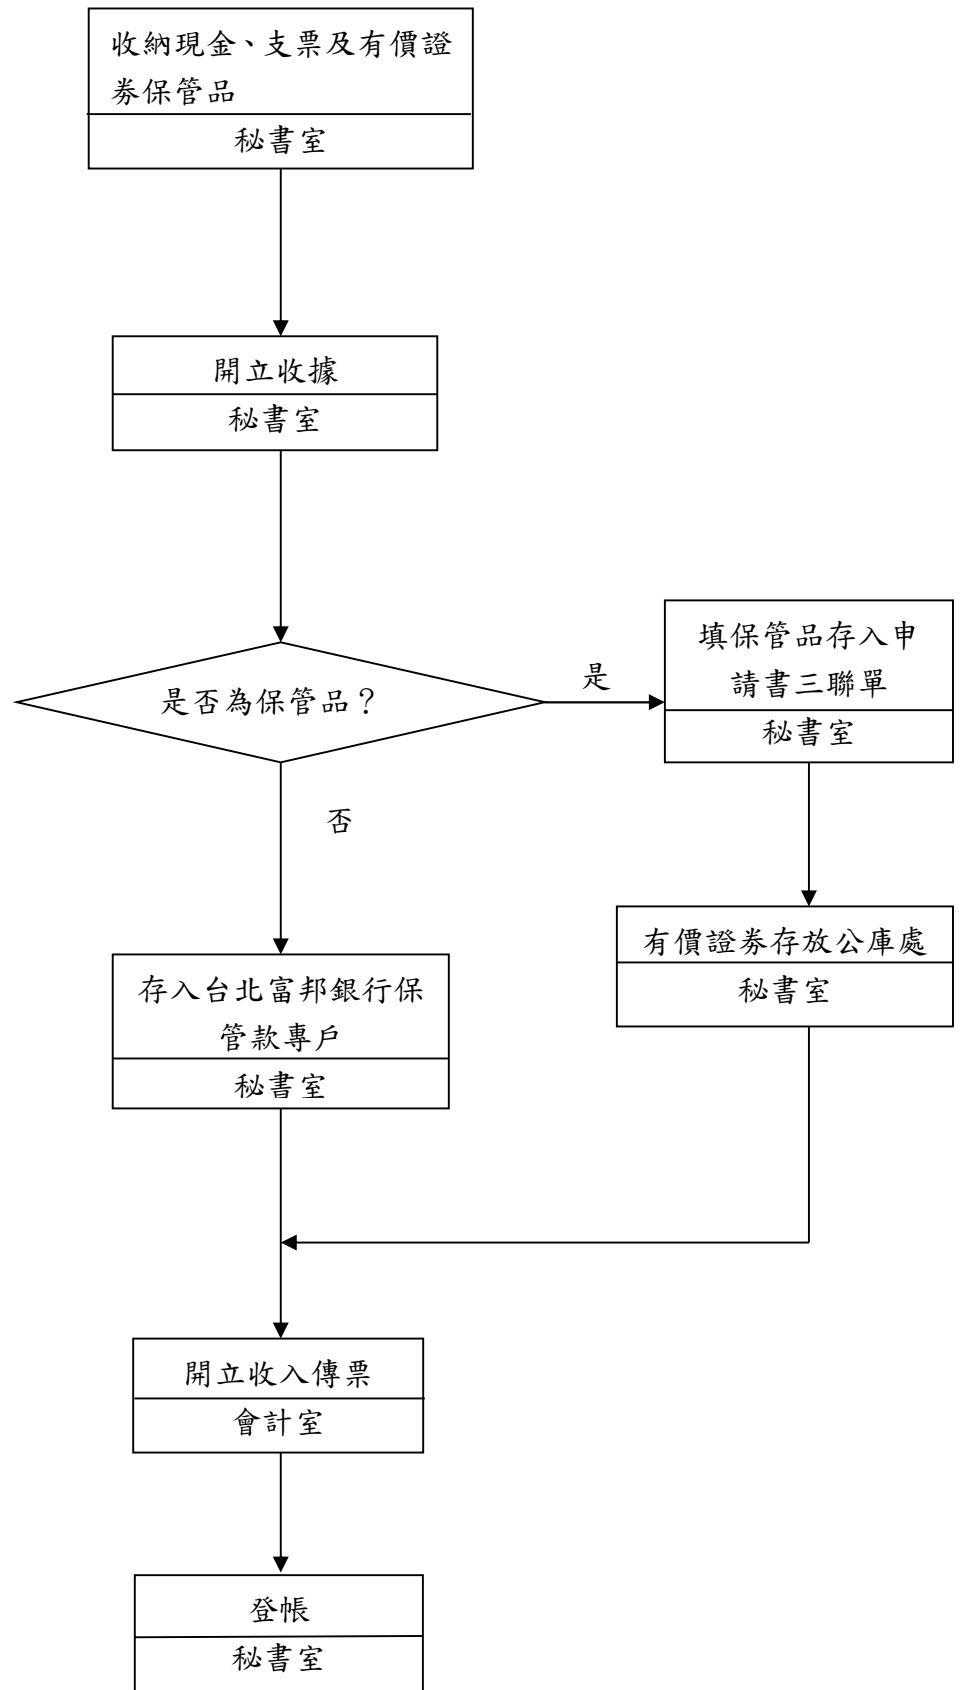 收納現金、支票及有價證
券保管品
秘書室
開立收據
秘書室
是否為保管品？
是
填保管品存入申
請書三聯單
秘書室
否
有價證券存放公庫處
秘書室
存入台北富邦銀行保
管款專戶
秘書室
開立收入傳票
會計室
登帳
秘書室